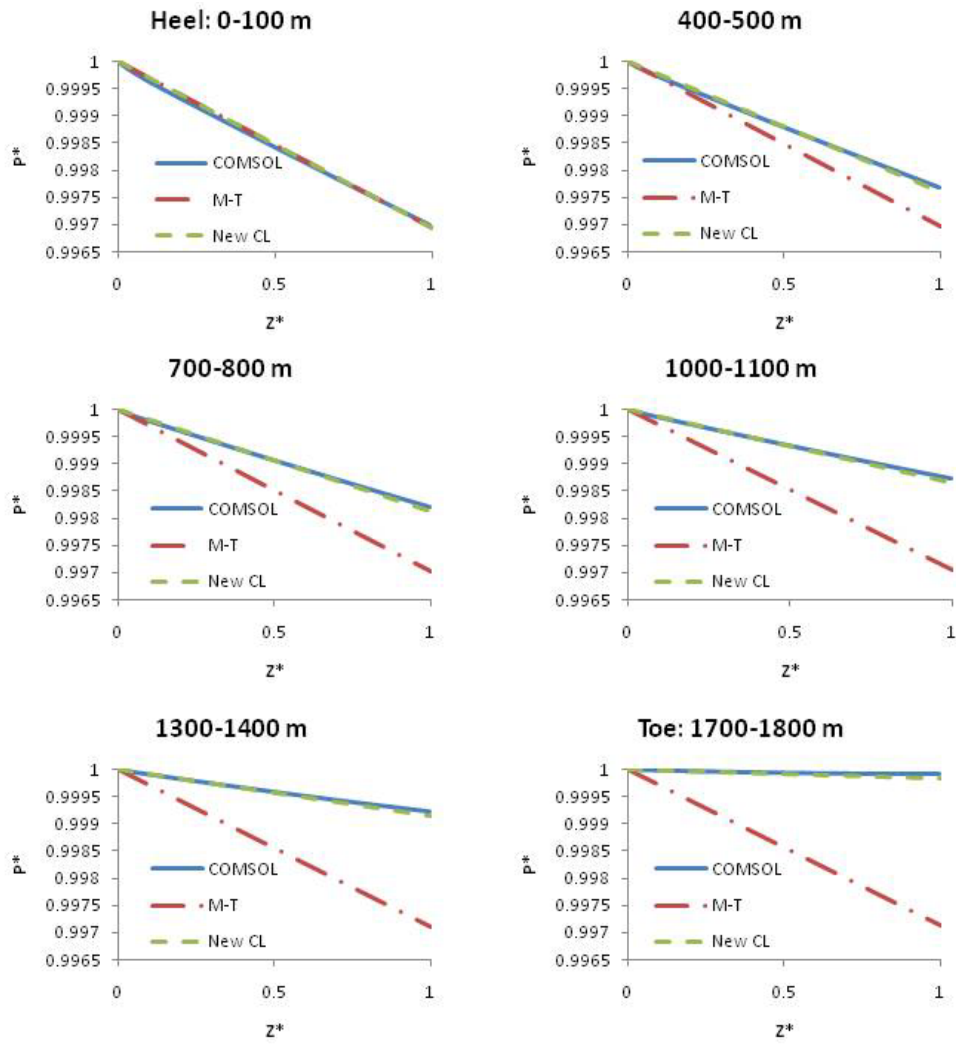 Heel: 0-100 m
1
0.9995
0.999
0.9985
0.998
0.9975
0.997
0.9965
P*
COMSOL
M-T
New CL
0 0.5 1
Z*
400-500 m
1
0.9995
0.999
0.9985
0.998
0.9975
0.997
0.9965
P*
COMSOL
M-T
New CL
0 0.5 1
Z*
700-800 m
1
0.9995
0.999
0.9985
0.998
0.9975
0.997
0.9965
P*
COMSOL
M-T
New CL
0 0.5 1
Z*
1000-1100 m
1
0.9995
0.999
0.9985
0.998
0.9975
0.997
0.9965
P*
COMSOL
M-T
New CL
0 0.5 1
Z*
1300-1400 m
1
0.9995
0.999
0.9985
0.998
0.9975
0.997
0.9965
P*
COMSOL
M-T
New CL
0 0.5 1
Z*
Toe: 1700-1800 m
1
0.9995
0.999
0.9985
0.998
0.9975
0.997
0.9965
P*
COMSOL
M-T
New CL
0 0.5 1
Z*